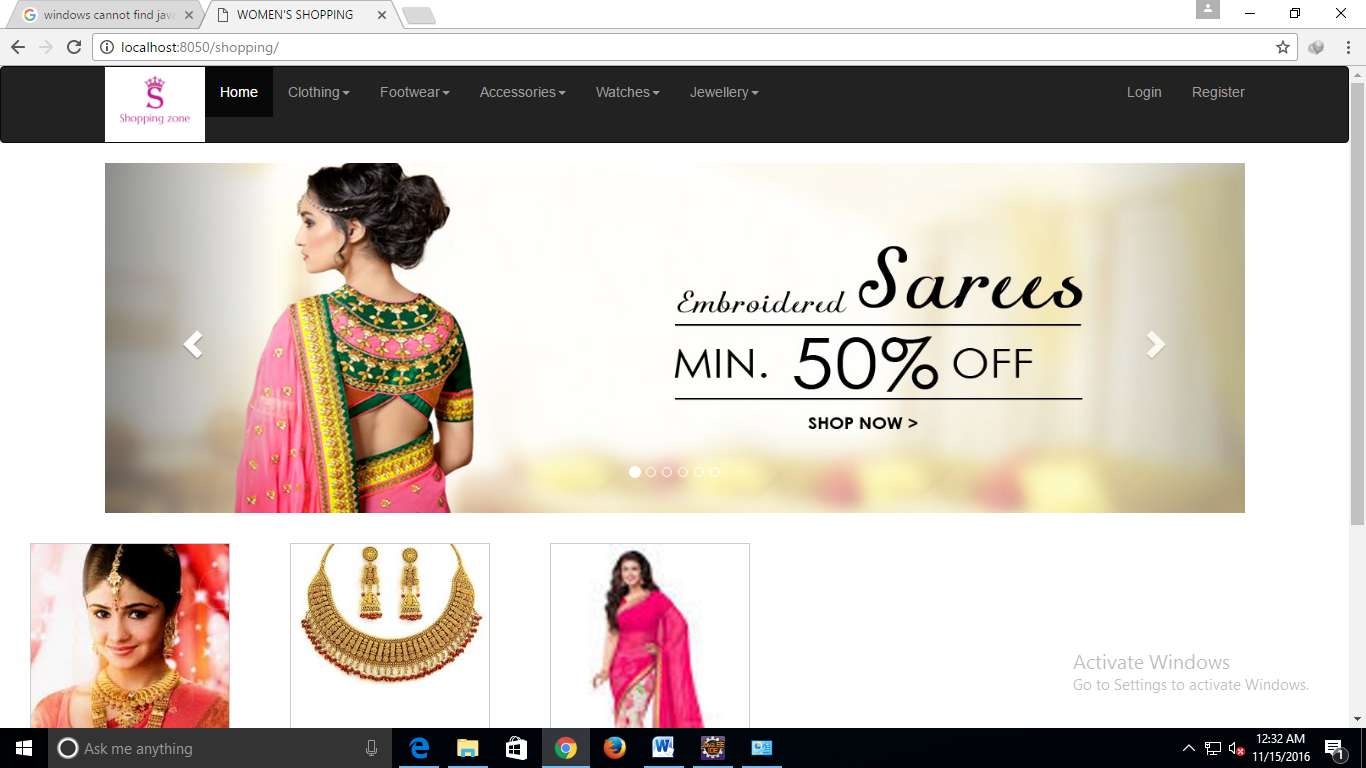 windows cannot find jav
WOMEN'S SHOPPING
localhost:8050/shopping/
S
Shopping zone
Home
Clothing
Footwear
Accessories
Watches
Jewellery
Login
Register
Embroidered Sarees
MIN. 50% OFF
SHOP NOW >
Activate Windows
Go to Settings to activate Windows.
Ask me anything
12:32 AM
11/15/2016
1